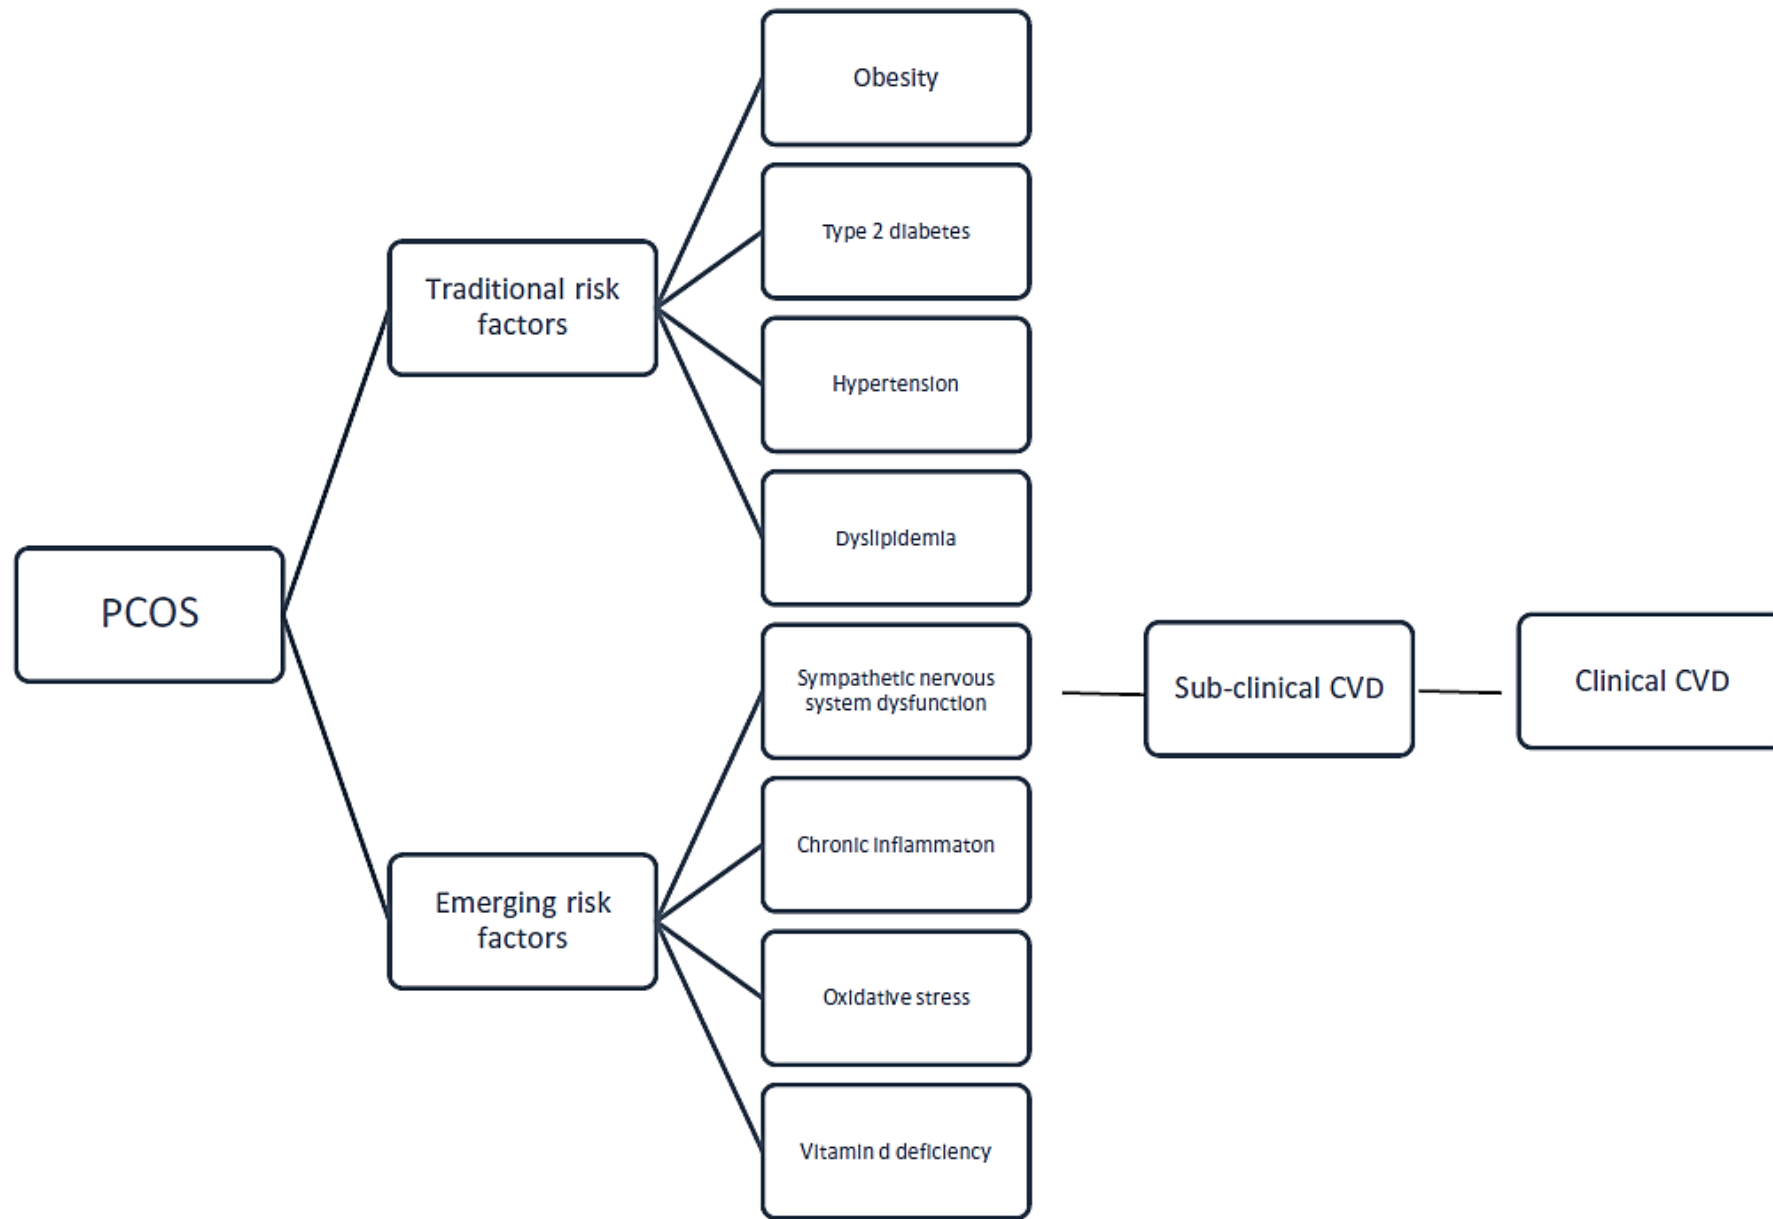 PCOS
Traditional risk
factors
Obesity
Type 2 diabetes
Hypertension
Dyslipidemia
Emerging risk
factors
Sympathetic nervous
system dysfunction
Chronic inflammaton
Oxidative stress
Vitamin d deficiency
Sub-clinical CVD
Clinical CVD